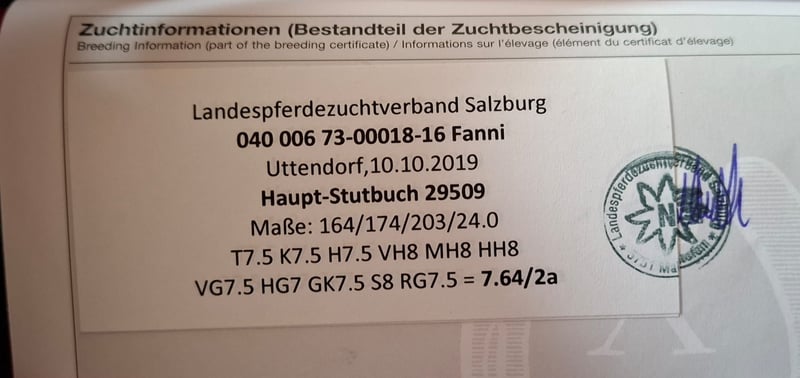 Zuchtinformationen (Bestandteil der Zuchtbescheinigung)
Breeding Information (part of the breeding certificate) / Informations sur l'élevage (élément du certificat d'élevage)
Landespferdezuchtverband Salzburg
040 006 73-00018-16 Fanni
Uttendorf,10.10.2019
Haupt-Stutbuch 29509
Maße: 164/174/203/24.0
T7.5 K7.5 H7.5 VH8 MH8 HH8
VG7.5 HG7 GK7.5 S8 RG7.5 = 7.64/2a
Landespferdezuchtverband Salzburg
N